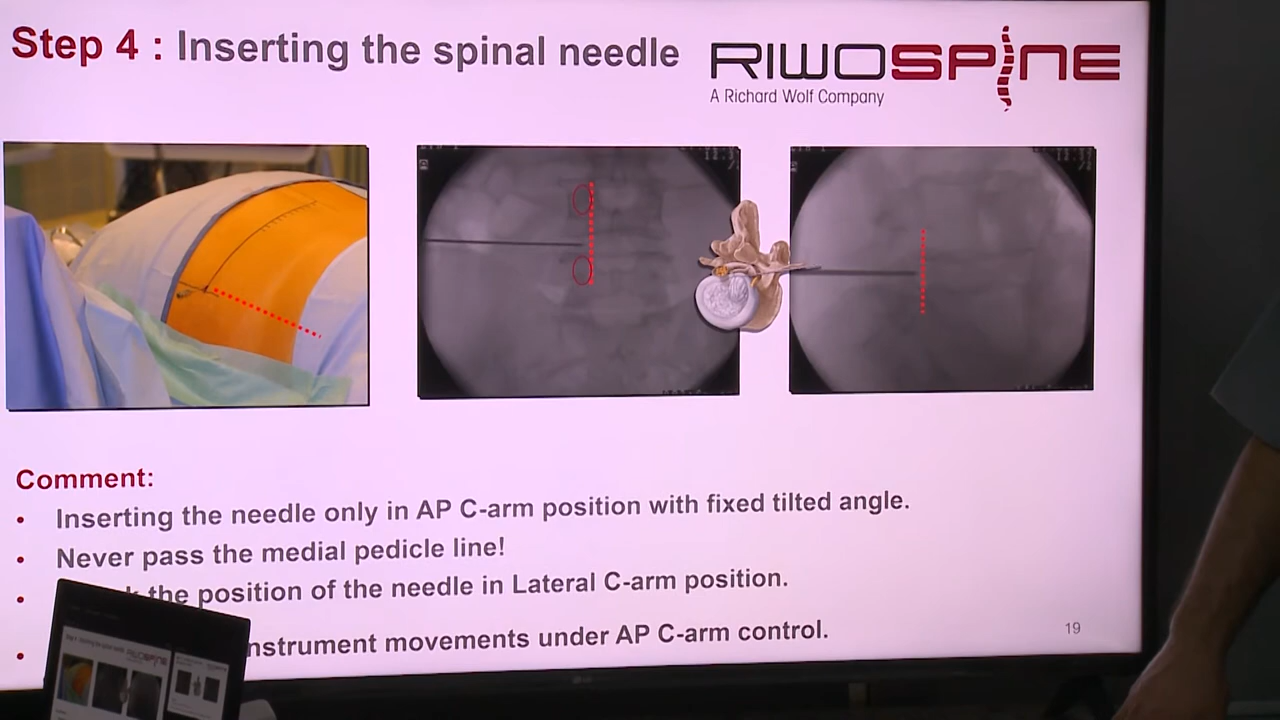 Step 4 : Inserting the spinal needle
RIWOSPINE
A Richard Wolf Company
Comment:
• Inserting the needle only in AP C-arm position with fixed tilted angle.
• Never pass the medial pedicle line!
• the position of the needle in Lateral C-arm position.
• movements under AP C-arm control.
19